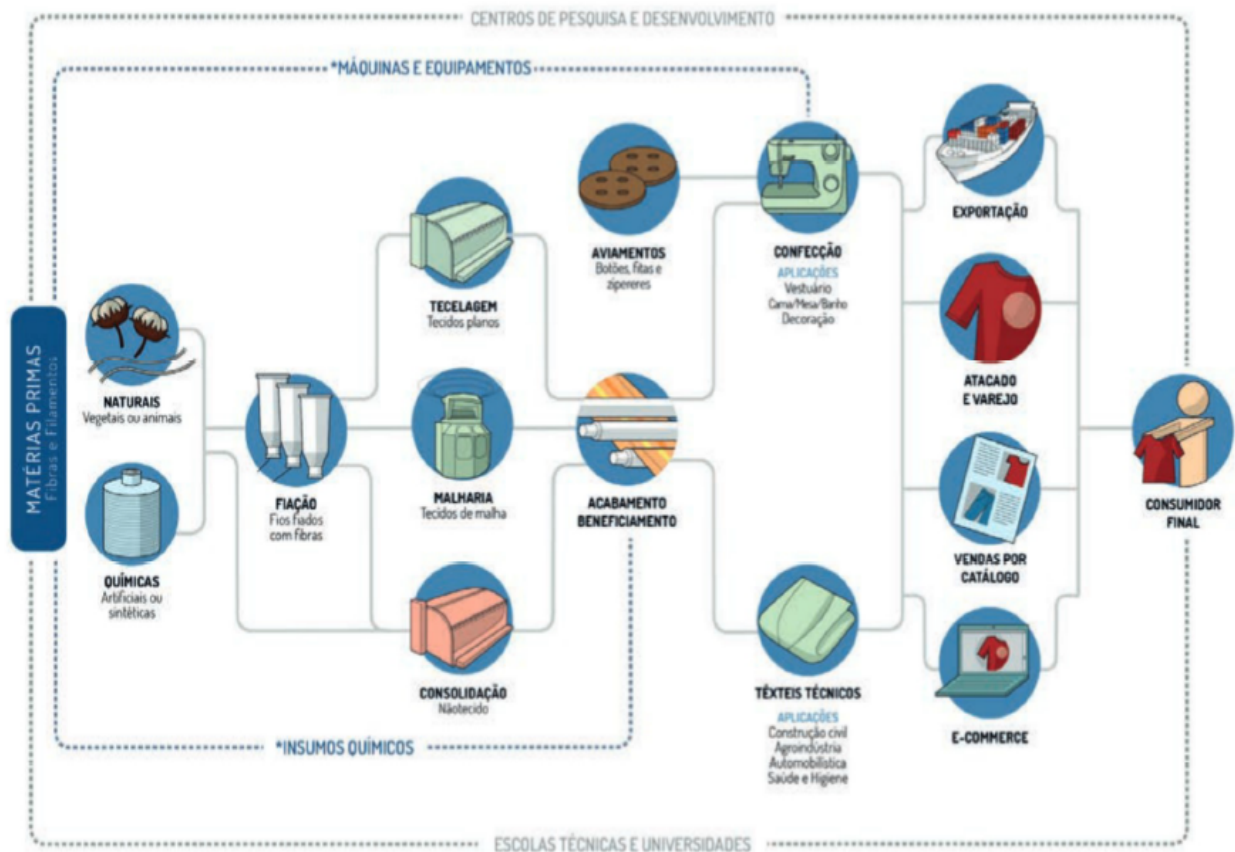 CENTROS DE PESQUISA E DESENVOLVIMENTO
*MÁQUINAS E EQUIPAMENTOS
MATÉRIAS PRIMAS
Fibras e Filamentos
NATURAIS
Vegetais ou animais
QUÍMICAS
Artificiais ou
sintéticas
FIAÇÃO
Fios fiados
com fibras
TECELAGEM
Tecidos planos
MALHARIA
Tecidos de malha
CONSOLIDAÇÃO
Nãotecido
AVIAMENTOS
Botões, fitas e
zípereres
ACABAMENTO
BENEFICIAMENTO
CONFECÇÃO
APLICAÇÕES
Vestuário
Cama/Mesa/Banho
Decoração
TÊXTEIS TÉCNICOS
APLICAÇÕES
Construção civil
Agroindústria
Automobilística
Saúde e Higiene
EXPORTAÇÃO
ATACADO
E VAREJO
VENDAS POR
CATÁLOGO
E-COMMERCE
CONSUMIDOR
FINAL
*INSUMOS QUÍMICOS
ESCOLAS TÉCNICAS E UNIVERSIDADES